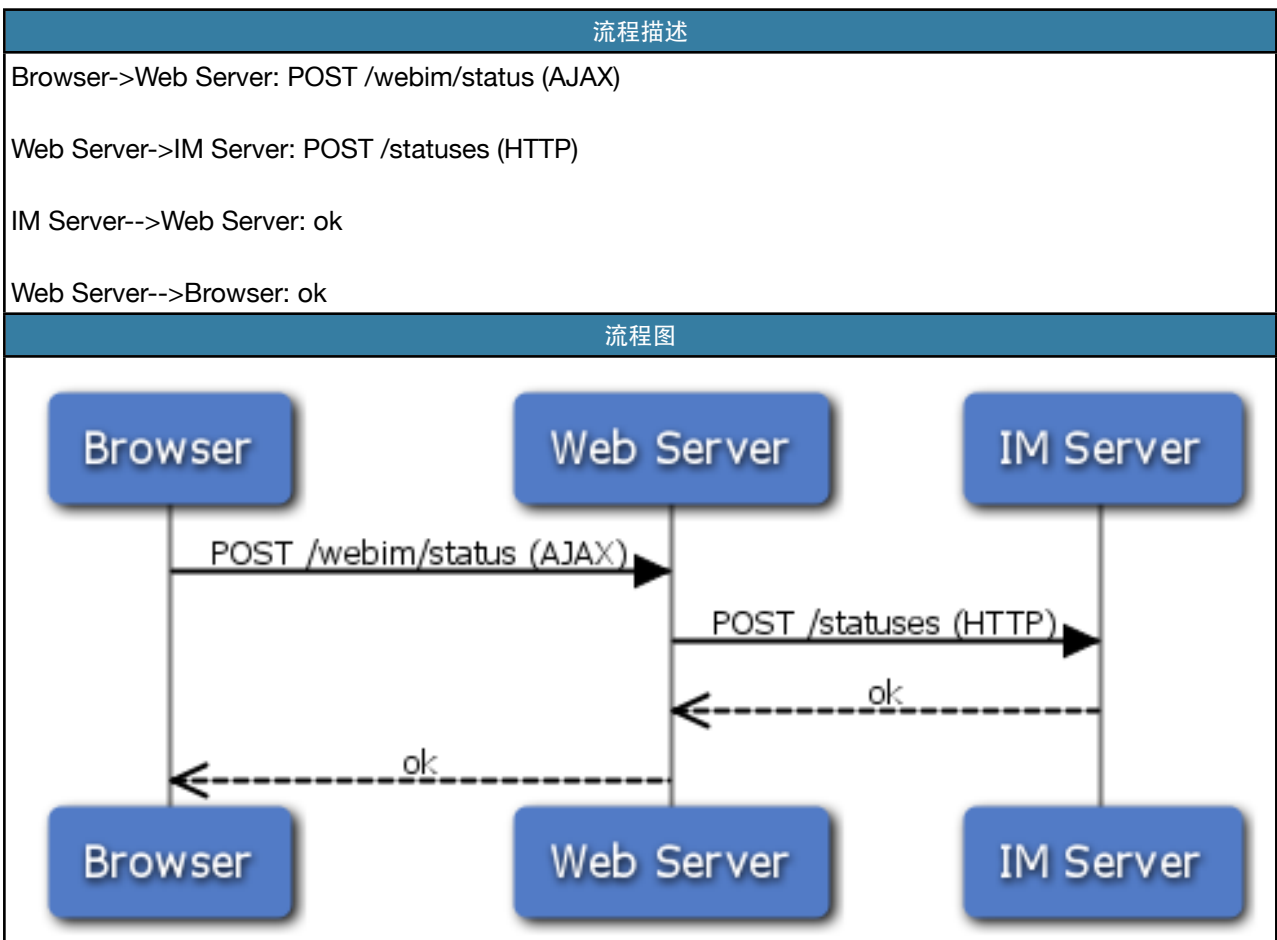 流程描述
Browser->Web Server: POST /webim/status (AJAX)
Web Server->IM Server: POST /statuses (HTTP)
IM Server-->Web Server: ok
Web Server-->Browser: ok
流程图
Browser
Web Server
IM Server
POST /webim/status (AJAX)
POST /statuses (HTTP)
ok
ok
Browser
Web Server
IM Server